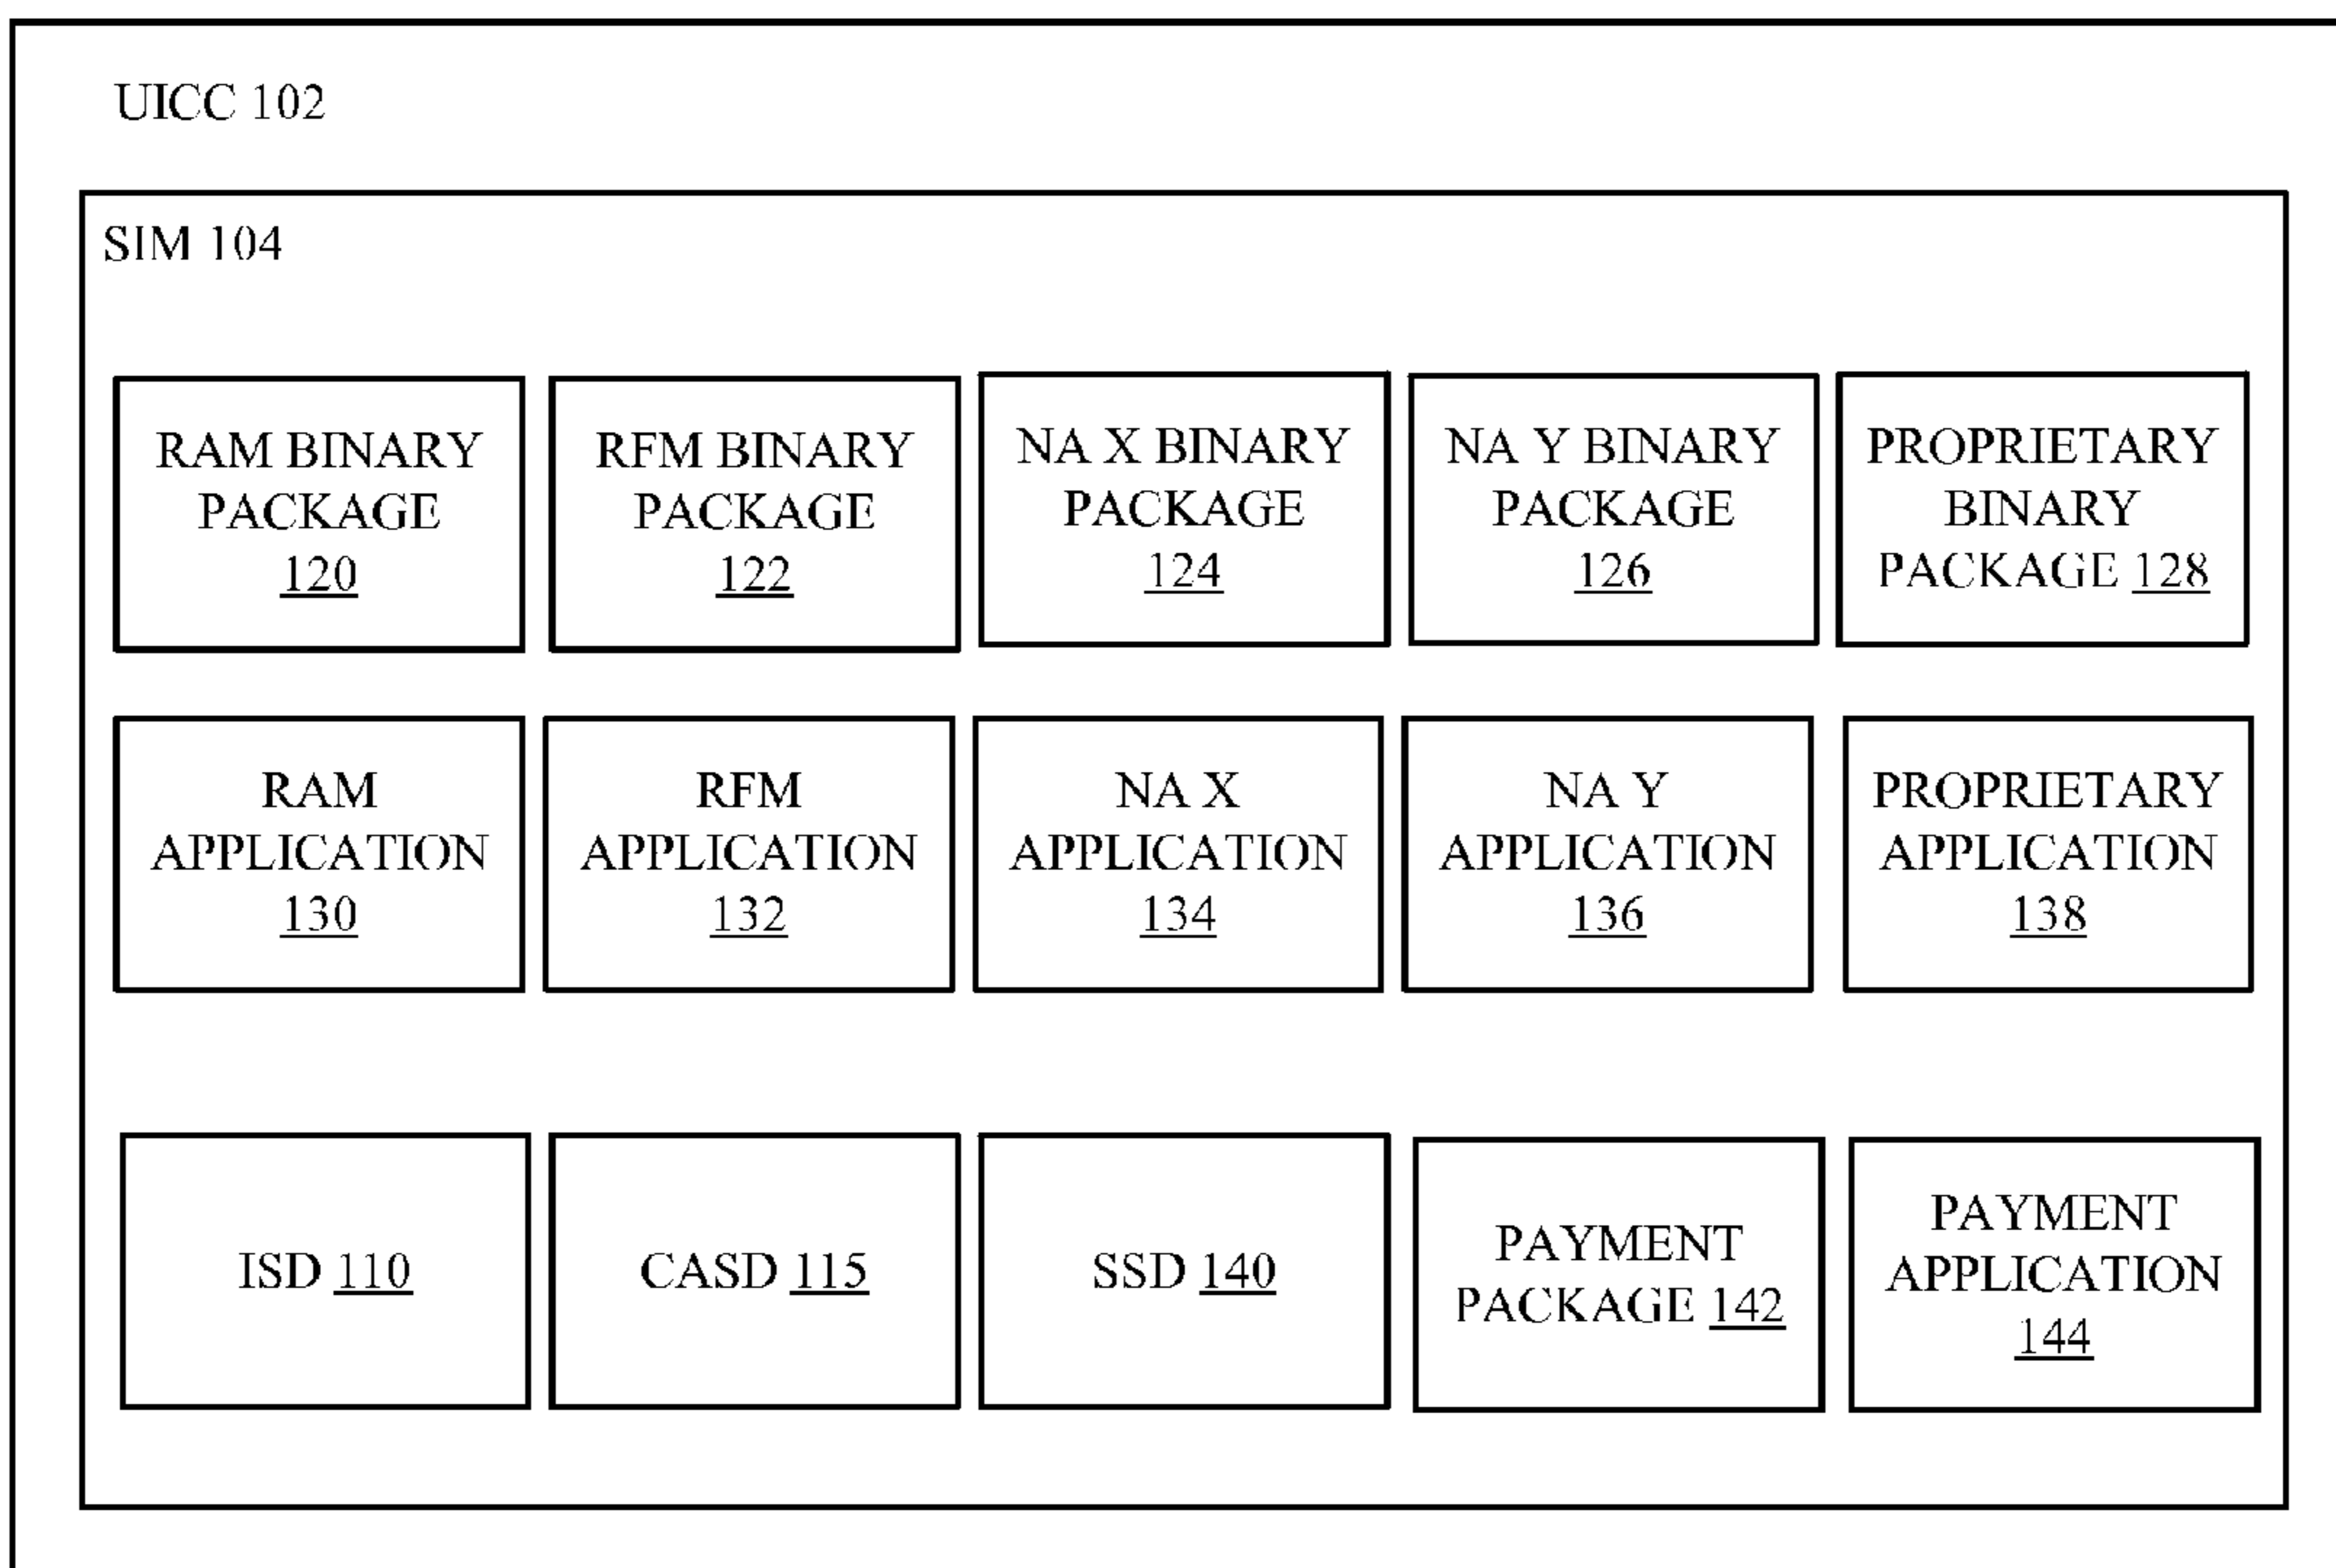 UICC 102
SIM 104
RAM BINARY
PACKAGE
120
RFM BINARY
PACKAGE
122
NA X BINARY
PACKAGE
124
NA Y BINARY
PACKAGE
126
PROPRIETARY
BINARY
PACKAGE 128
RAM
APPLICATION
130
RFM
APPLICATION
132
NA X
APPLICATION
134
NA Y
APPLICATION
136
PROPRIETARY
APPLICATION
138
ISD 110
CASD 115
SSD 140
PAYMENT
PACKAGE 142
PAYMENT
APPLICATION
144